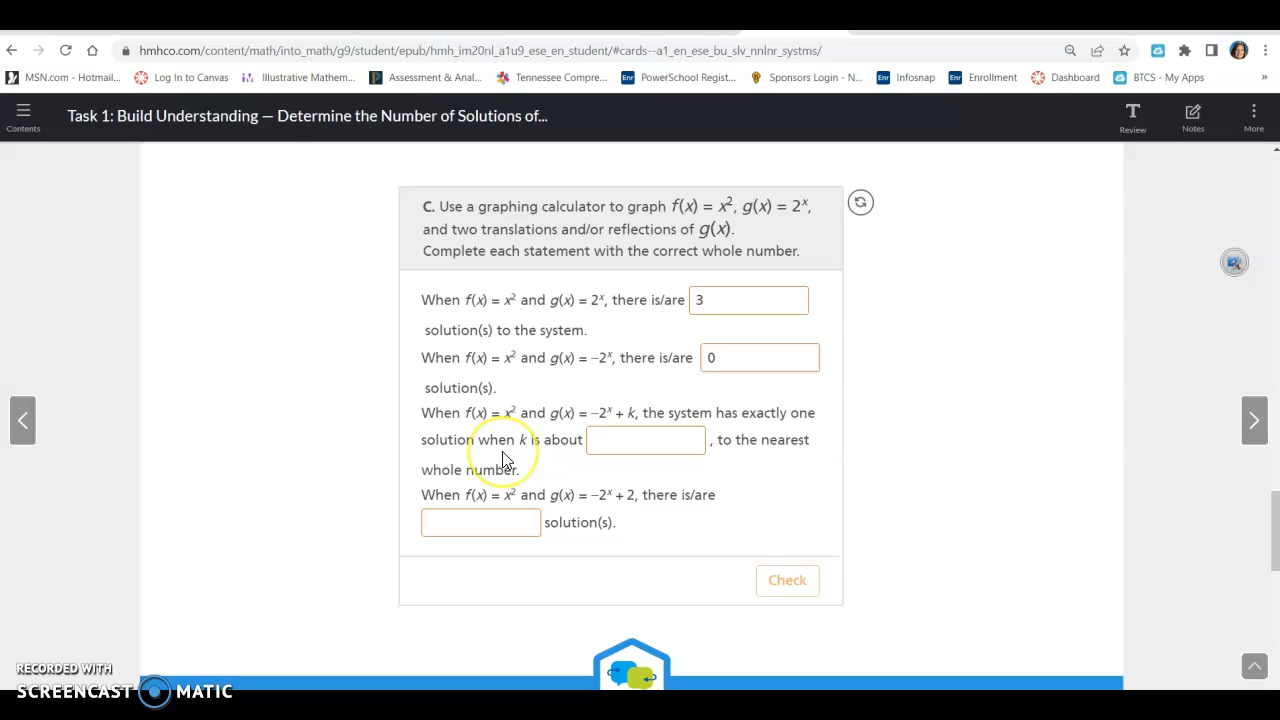 hmhco.com/content/math/into_math/g9/student/epub/hmh_im20nl_a1u9_ese_en_student/#cards--a1_en_ese_bu_slv_nnlnr_systms/
MSN.com - Hotmail... Log In to Canvas Illustrative Mathem... Assessment & Anal... Tennessee Compre... Enr PowerSchool Regist... Sponsors Login - N... Enr Infosnap Enr Enrollment Dashboard BTCS - My Apps »
Contents
Task 1: Build Understanding — Determine the Number of Solutions of...
T Review
Notes
More
C. Use a graphing calculator to graph f(x) = x², g(x) = 2ˣ,
and two translations and/or reflections of g(x).
Complete each statement with the correct whole number.
When f(x) = x² and g(x) = 2ˣ, there is/are 3
solution(s) to the system.
When f(x) = x² and g(x) = −2ˣ, there is/are 0
solution(s).
When f(x) = x² and g(x) = −2ˣ + k, the system has exactly one
solution when k is about , to the nearest
whole number.
When f(x) = x² and g(x) = −2ˣ + 2, there is/are
solution(s).
Check
RECORDED WITH
SCREENCAST MATIC